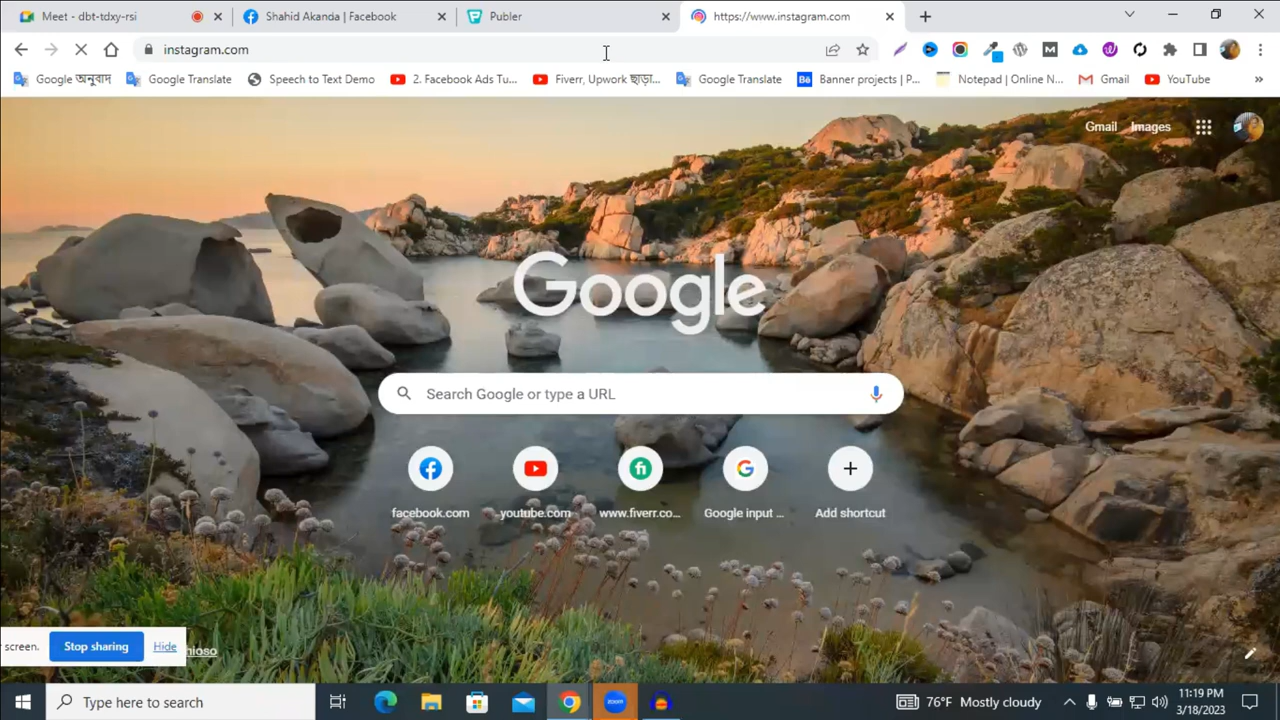 Meet - dbt-tdxy-rsi
Shahid Akanda | Facebook
Publer
https://www.instagram.com
instagram.com
Google অনুবাদ
Google Translate
Speech to Text Demo
2. Facebook Ads Tu...
Fiverr, Upwork ছাড়া...
Google Translate
Banner projects | P...
Notepad | Online N...
Gmail
YouTube
»
Gmail
Images
Google
Search Google or type a URL
facebook.com
youtube.com
www.fiverr.co...
Google input ...
Add shortcut
screen.
Stop sharing
Hide
hioso
Type here to search
zoom
76°F Mostly cloudy
11:19 PM
3/18/2023